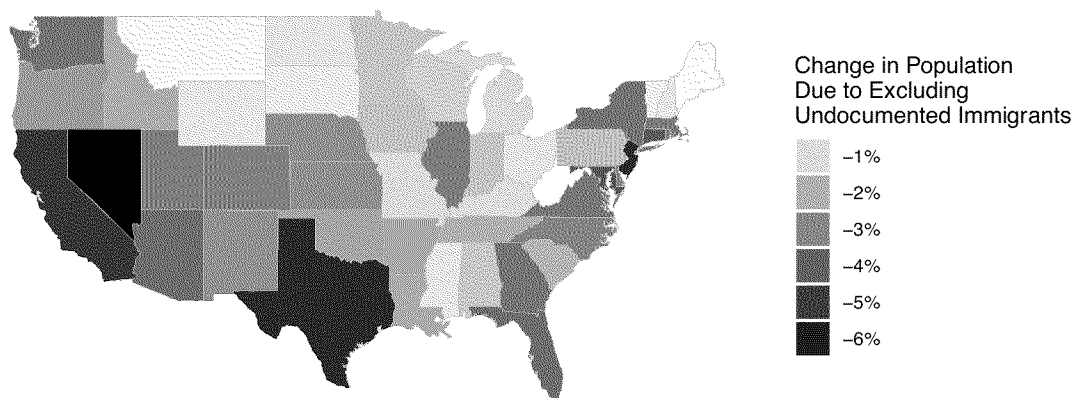 Change in Population
Due to Excluding
Undocumented Immigrants
−1%
−2%
−3%
−4%
−5%
−6%